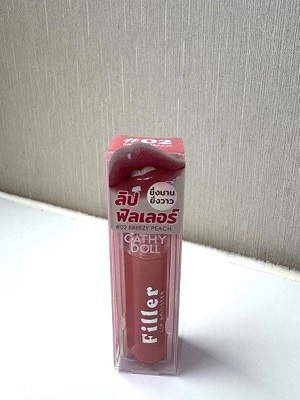 #02
ลิป
ยิ่งนาน
ยิ่งวาว
ฟิลเลอร์
#02 BREEZY PEACH
CATHY
DOLL
Filler